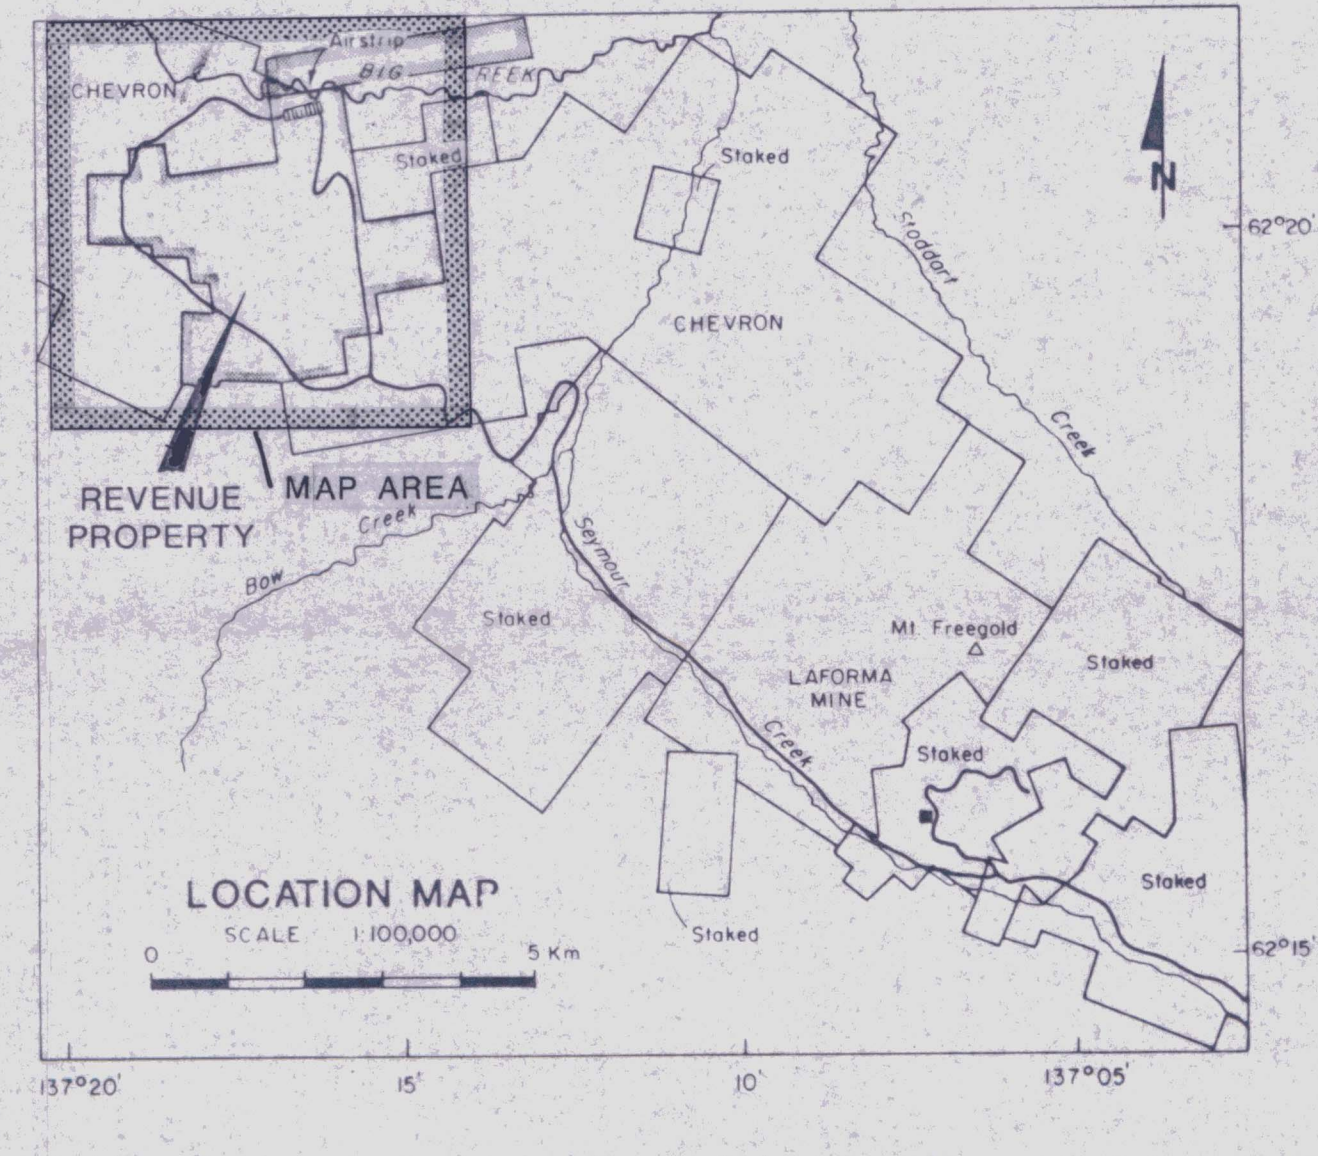 Airstrip
BIG CREEK
CHEVRON
Staked
Staked
N
62°20'
Stoddart
Creek
CHEVRON
REVENUE
PROPERTY
MAP AREA
Bow
Creek
Seymour
Creek
Staked
Mt. Freegold
Staked
LAFORMA
MINE
Staked
Staked
Staked
LOCATION MAP
SCALE 1:100,000
0
5 Km
62°15'
137°20'
15'
10'
137°05'